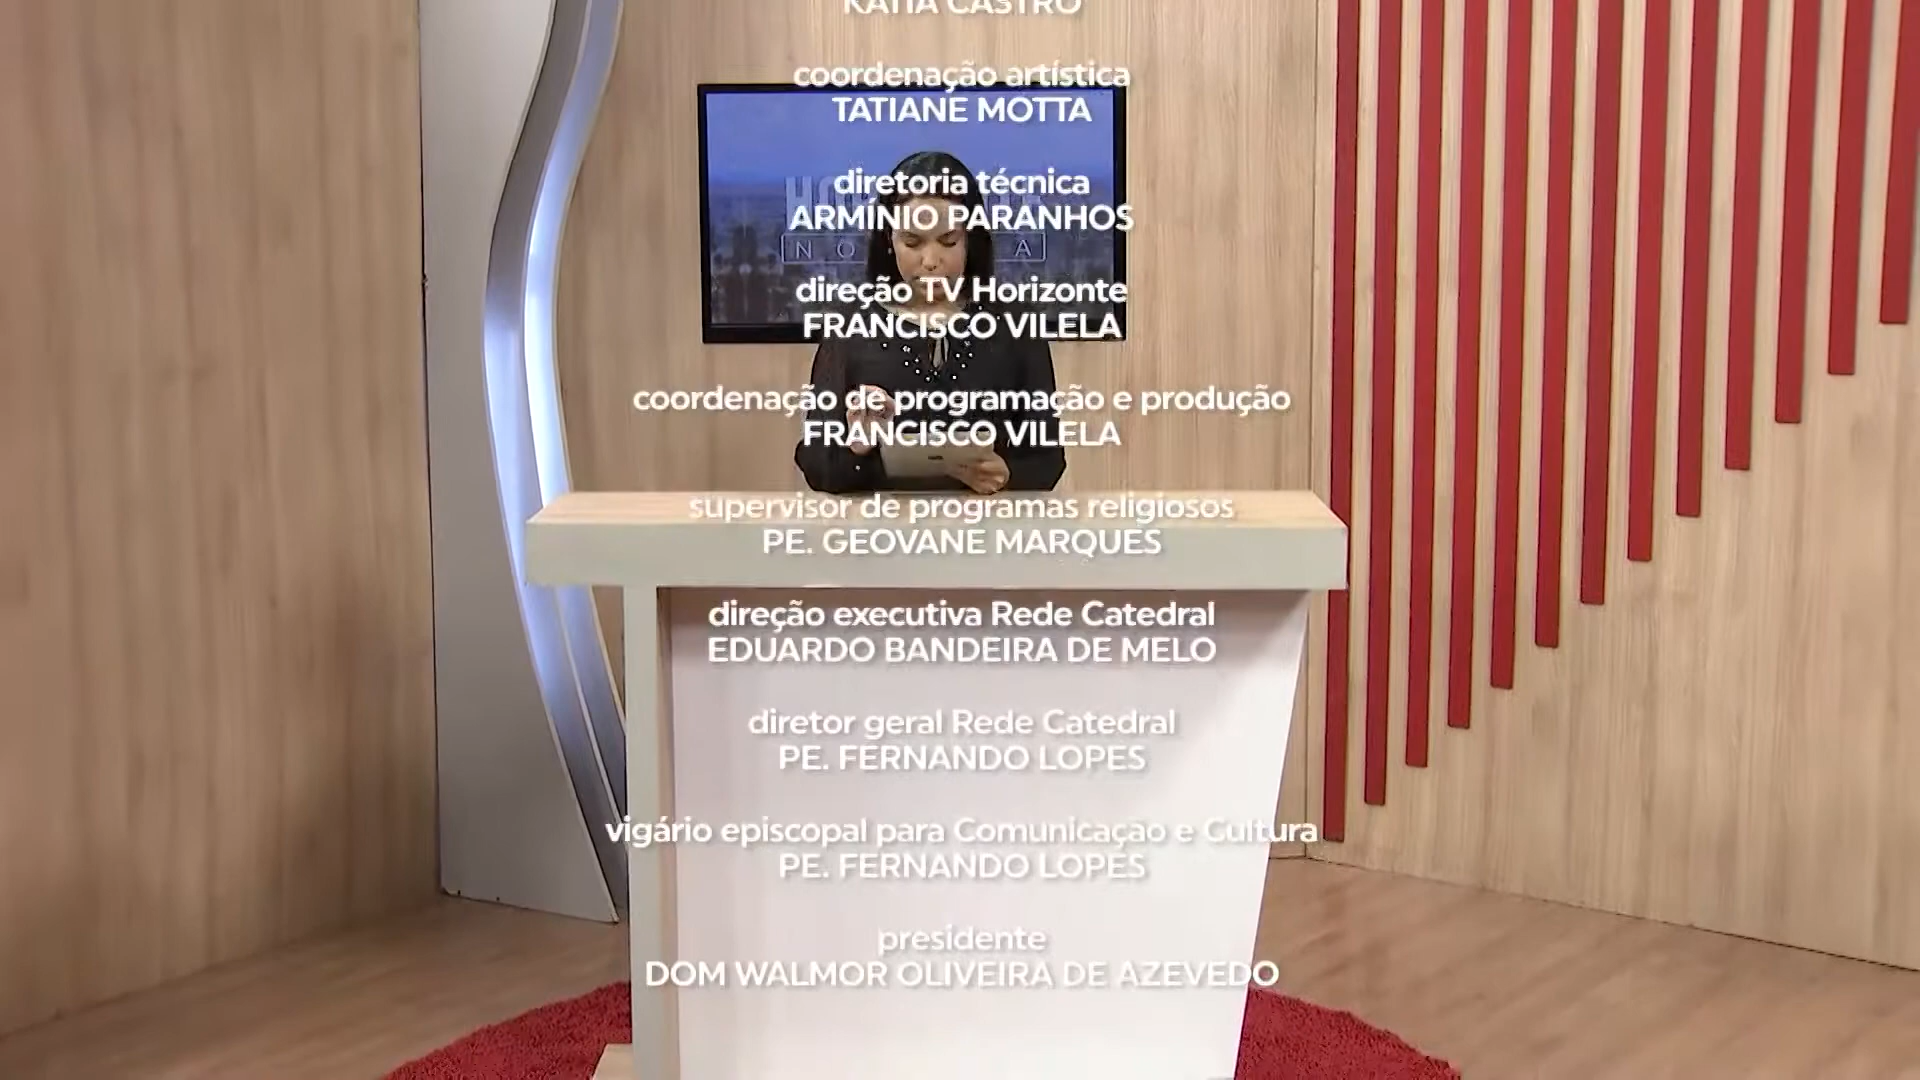 KATIA CASTRO
coordenação artística
TATIANE MOTTA
diretoria técnica
ARMÍNIO PARANHOS
direção TV Horizonte
FRANCISCO VILELA
coordenação de programação e produção
FRANCISCO VILELA
supervisor de programas religiosos
PE. GEOVANE MARQUES
direção executiva Rede Catedral
EDUARDO BANDEIRA DE MELO
diretor geral Rede Catedral
PE. FERNANDO LOPES
vigário episcopal para Comunicação e Cultura
PE. FERNANDO LOPES
presidente
DOM WALMOR OLIVEIRA DE AZEVEDO